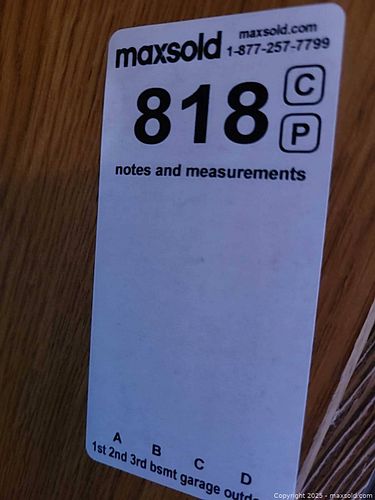 maxsold
maxsold.com
1-877-257-7799
818
C
P
notes and measurements
A B C D
1st 2nd 3rd bsmt garage
Copyright 2025 - maxsold.com